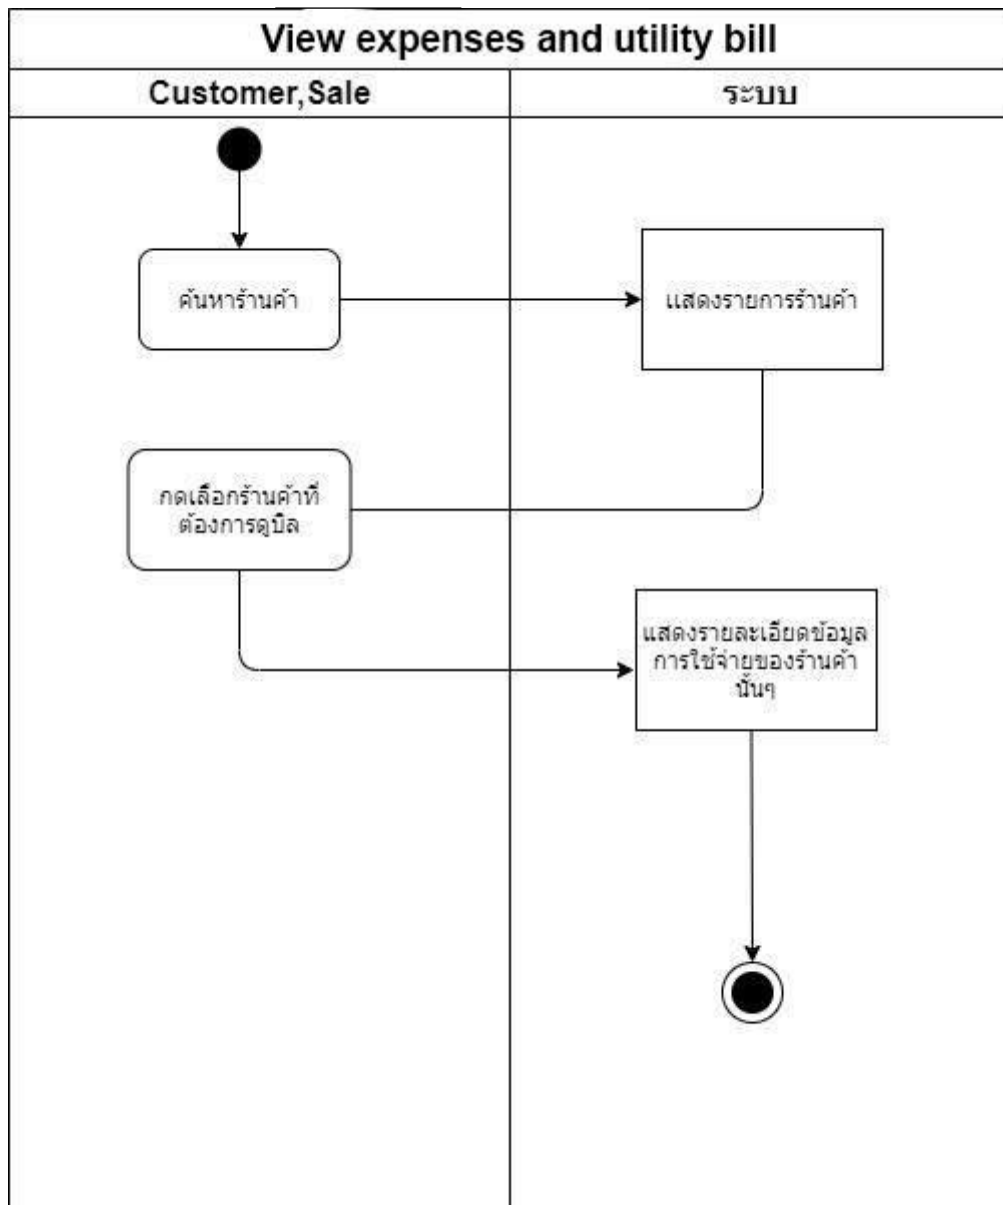 View expenses and utility bill
Customer,Sale
ระบบ
ค้นหาร้านค้า
แสดงรายการร้านค้า
กดเลือกร้านค้าที่
ต้องการดูบิล
แสดงรายละเอียดข้อมูล
การใช้จ่ายของร้านค้า
นั้นๆ